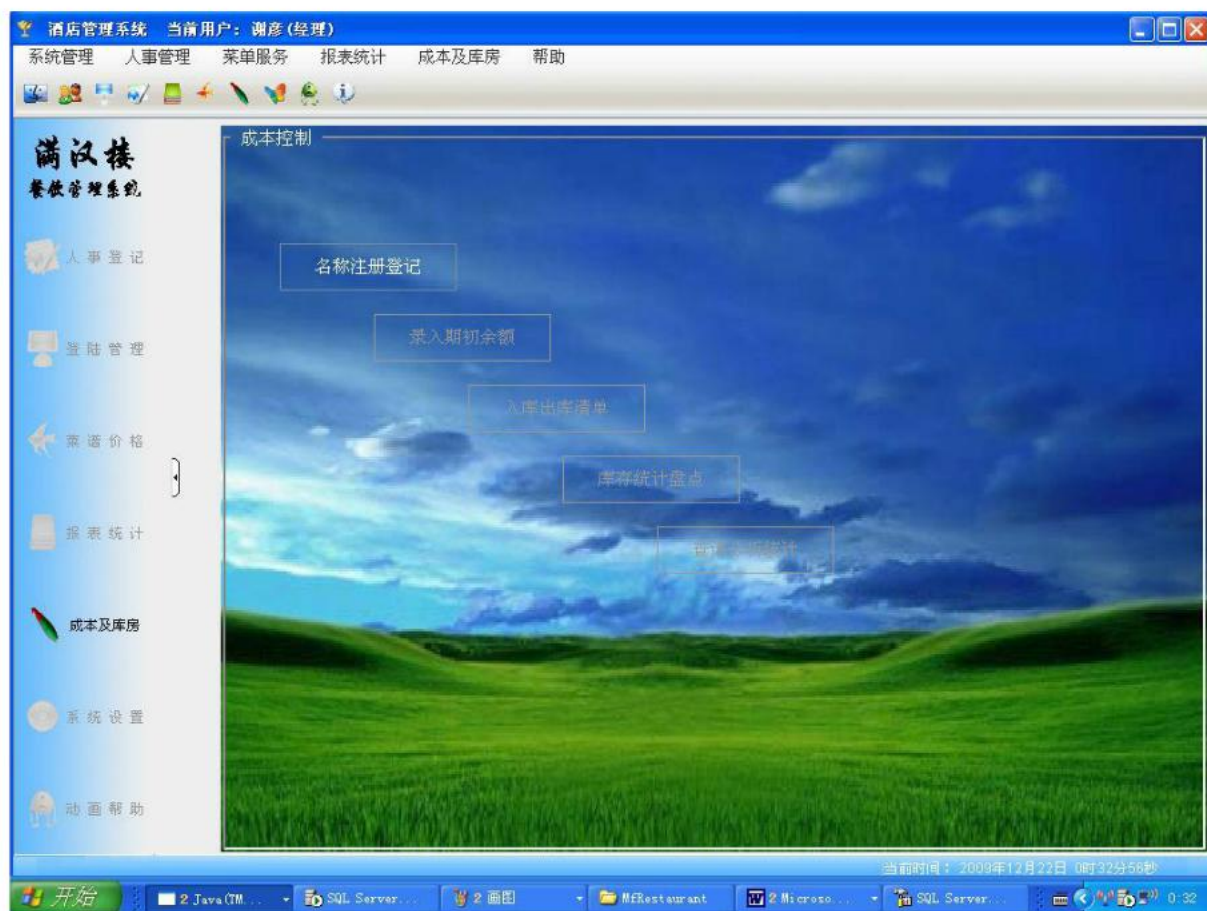 酒店管理系统 当前用户: 谢彦(经理)
系统管理 人事管理 菜单服务 报表统计 成本及库房 帮助
满汉楼
餐饮管理系统
人事登记
登陆管理
菜谱价格
报表统计
成本及库房
系统设置
动画帮助
成本控制
名称注册登记
录入期初余额
入库出库清单
库存统计盘点
当前时间: 2009年12月22日 0时32分56秒
开始 2 Java(TM... SQL Server... 2 画图 MfRestaurant 2 Microso... SQL Server... 0:32